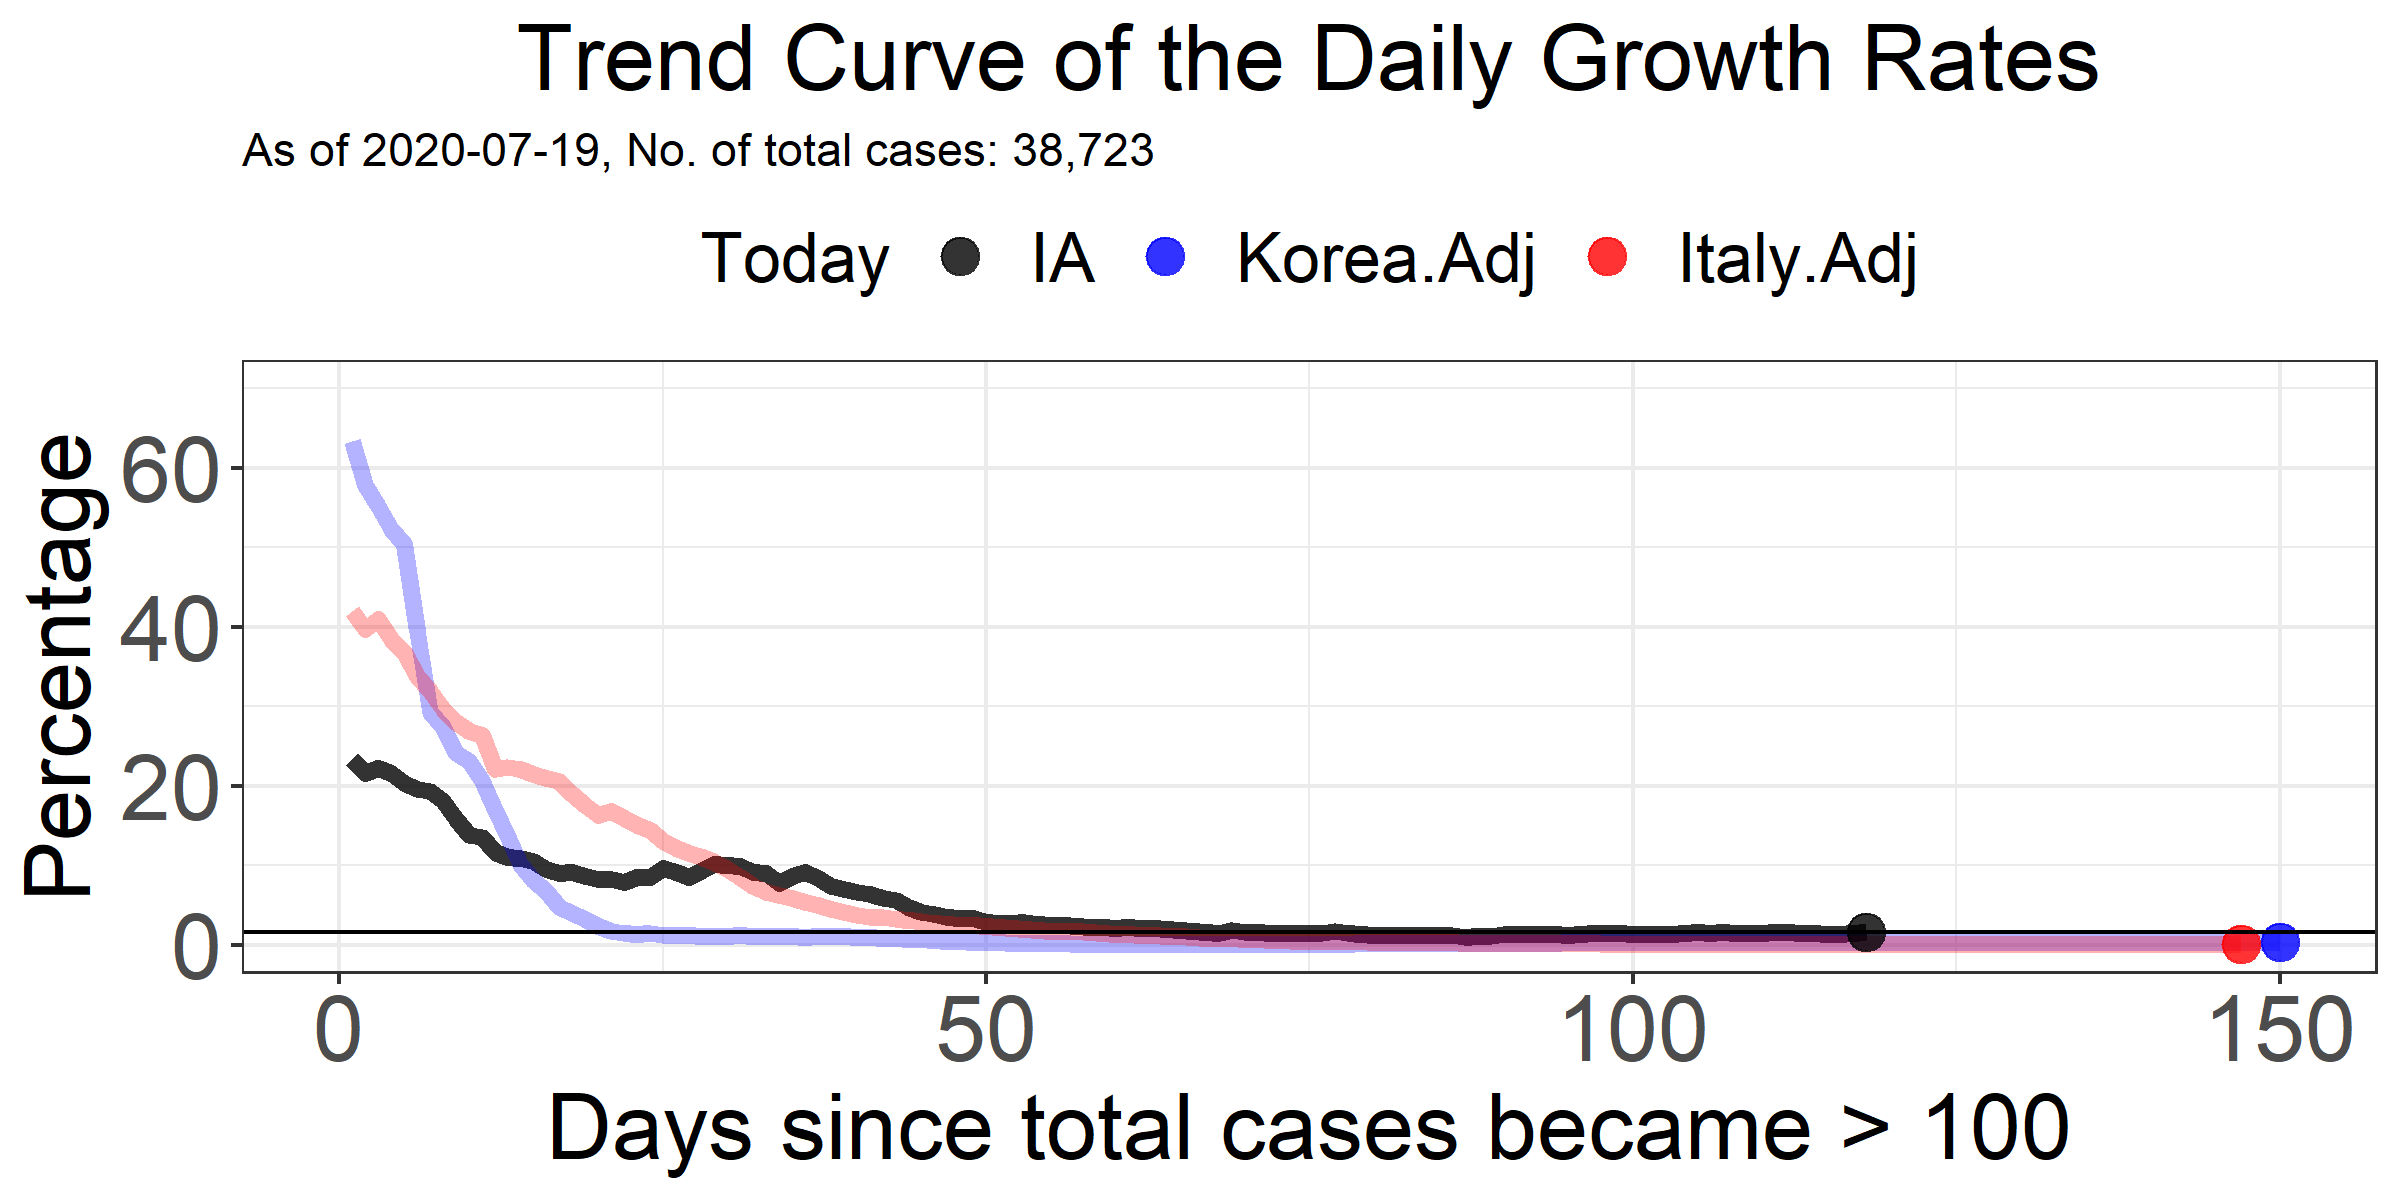 Trend Curve of the Daily Growth Rates
As of 2020-07-19, No. of total cases: 38,723
Today IA Korea.Adj Italy.Adj
Percentage
60
40
20
0
0 50 100 150
Days since total cases became > 100